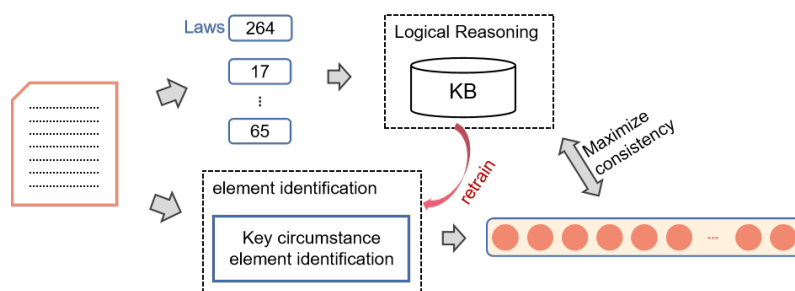 Laws
264
17
⋮
65
Logical Reasoning
KB
Maximize
consistency
retrain
element identification
Key circumstance
element identification
...